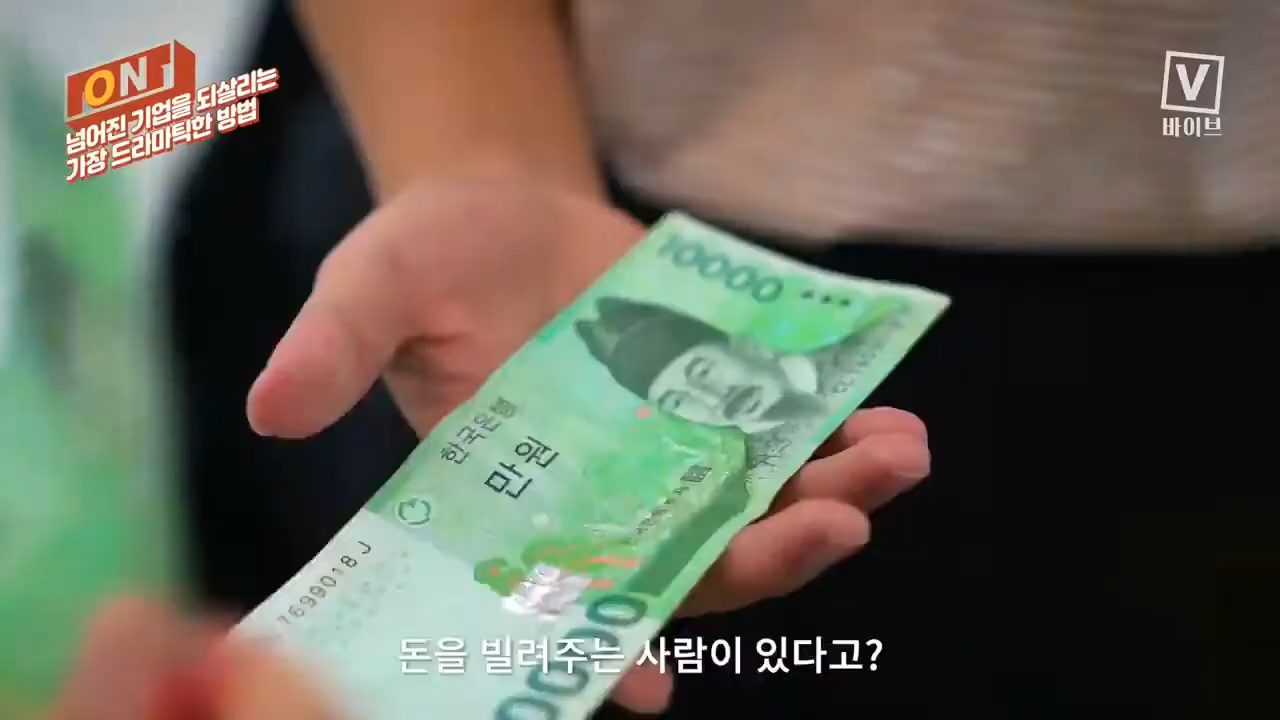 ON 1
넘어진 기업을 되살리는
가장 드라마틱한 방법
V
바이브
10000
한국은행
만 원
7699018 J
0000
돈을 빌려주는 사람이 있다고?